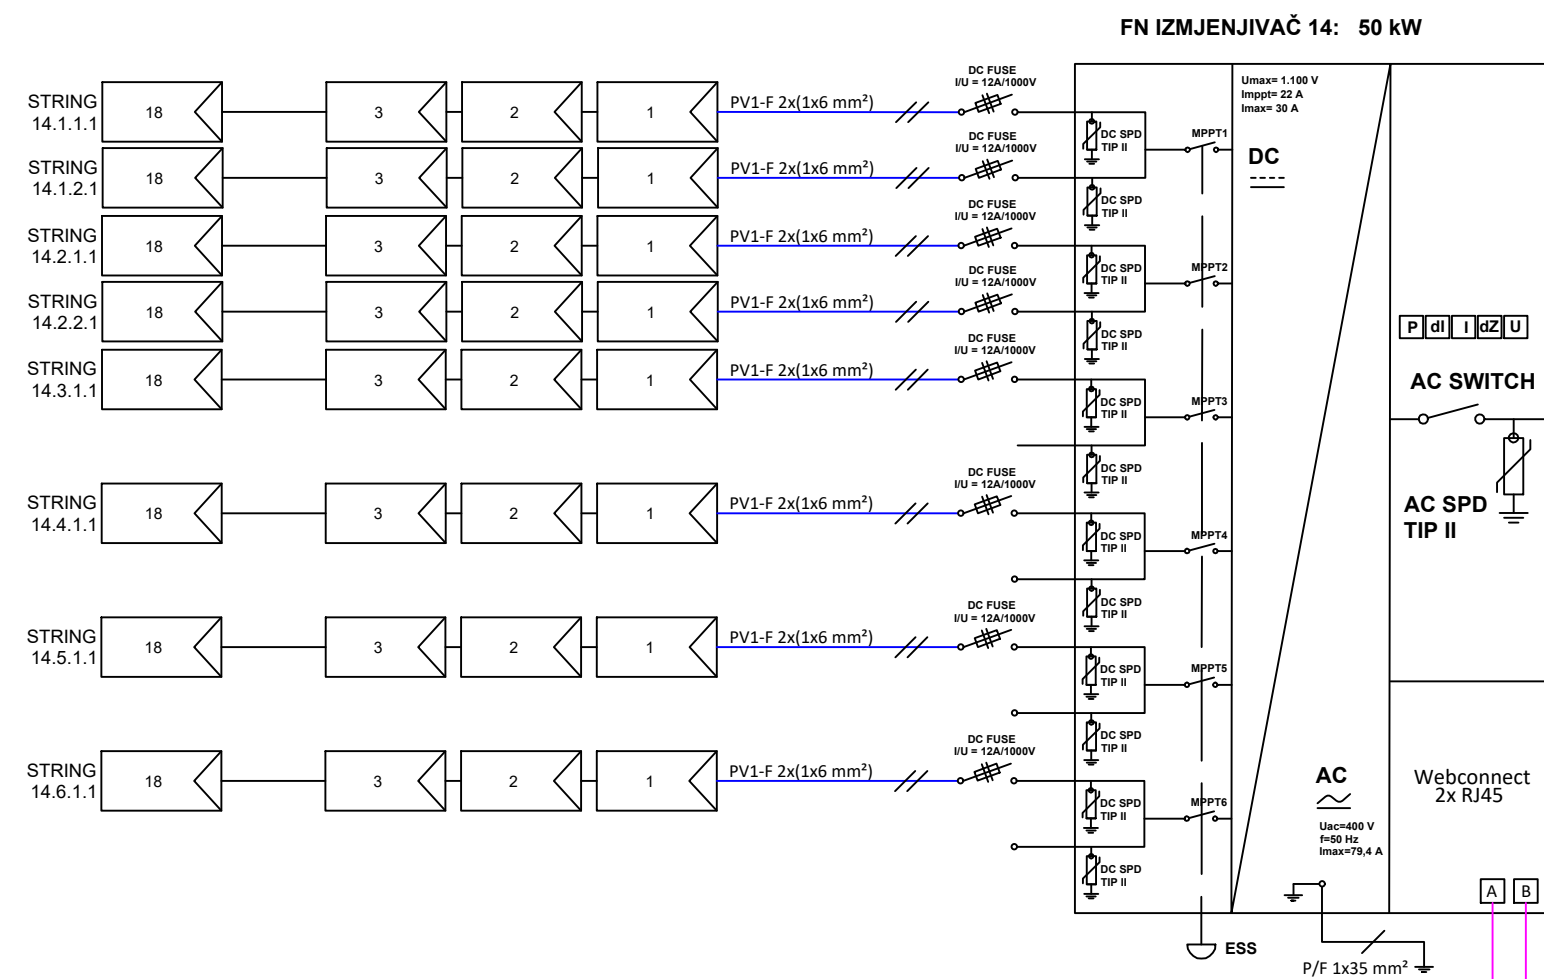 FN IZMJENJIVAČ 14: 50 kW
STRING
14.1.1.1
18
3
2
1
PV1-F 2x(1x6 mm²)
DC FUSE
I/U = 12A/1000V
STRING
14.1.2.1
18
3
2
1
PV1-F 2x(1x6 mm²)
DC FUSE
I/U = 12A/1000V
STRING
14.2.1.1
18
3
2
1
PV1-F 2x(1x6 mm²)
DC FUSE
I/U = 12A/1000V
STRING
14.2.2.1
18
3
2
1
PV1-F 2x(1x6 mm²)
DC FUSE
I/U = 12A/1000V
STRING
14.3.1.1
18
3
2
1
PV1-F 2x(1x6 mm²)
DC FUSE
I/U = 12A/1000V
STRING
14.4.1.1
18
3
2
1
PV1-F 2x(1x6 mm²)
DC FUSE
I/U = 12A/1000V
STRING
14.5.1.1
18
3
2
1
PV1-F 2x(1x6 mm²)
DC FUSE
I/U = 12A/1000V
STRING
14.6.1.1
18
3
2
1
PV1-F 2x(1x6 mm²)
DC FUSE
I/U = 12A/1000V
DC SPD
TIP II
DC SPD
TIP II
MPPT1
DC SPD
TIP II
DC SPD
TIP II
MPPT2
DC SPD
TIP II
DC SPD
TIP II
MPPT3
DC SPD
TIP II
DC SPD
TIP II
MPPT4
DC SPD
TIP II
DC SPD
TIP II
MPPT5
DC SPD
TIP II
DC SPD
TIP II
MPPT6
ESS
Umax= 1.100 V
Imppt= 22 A
Imax= 30 A
DC
AC
Uac=400 V
f=50 Hz
Imax=79,4 A
P/F 1x35 mm²
P dI I dZ U
AC SWITCH
AC SPD
TIP II
Webconnect
2x RJ45
A B